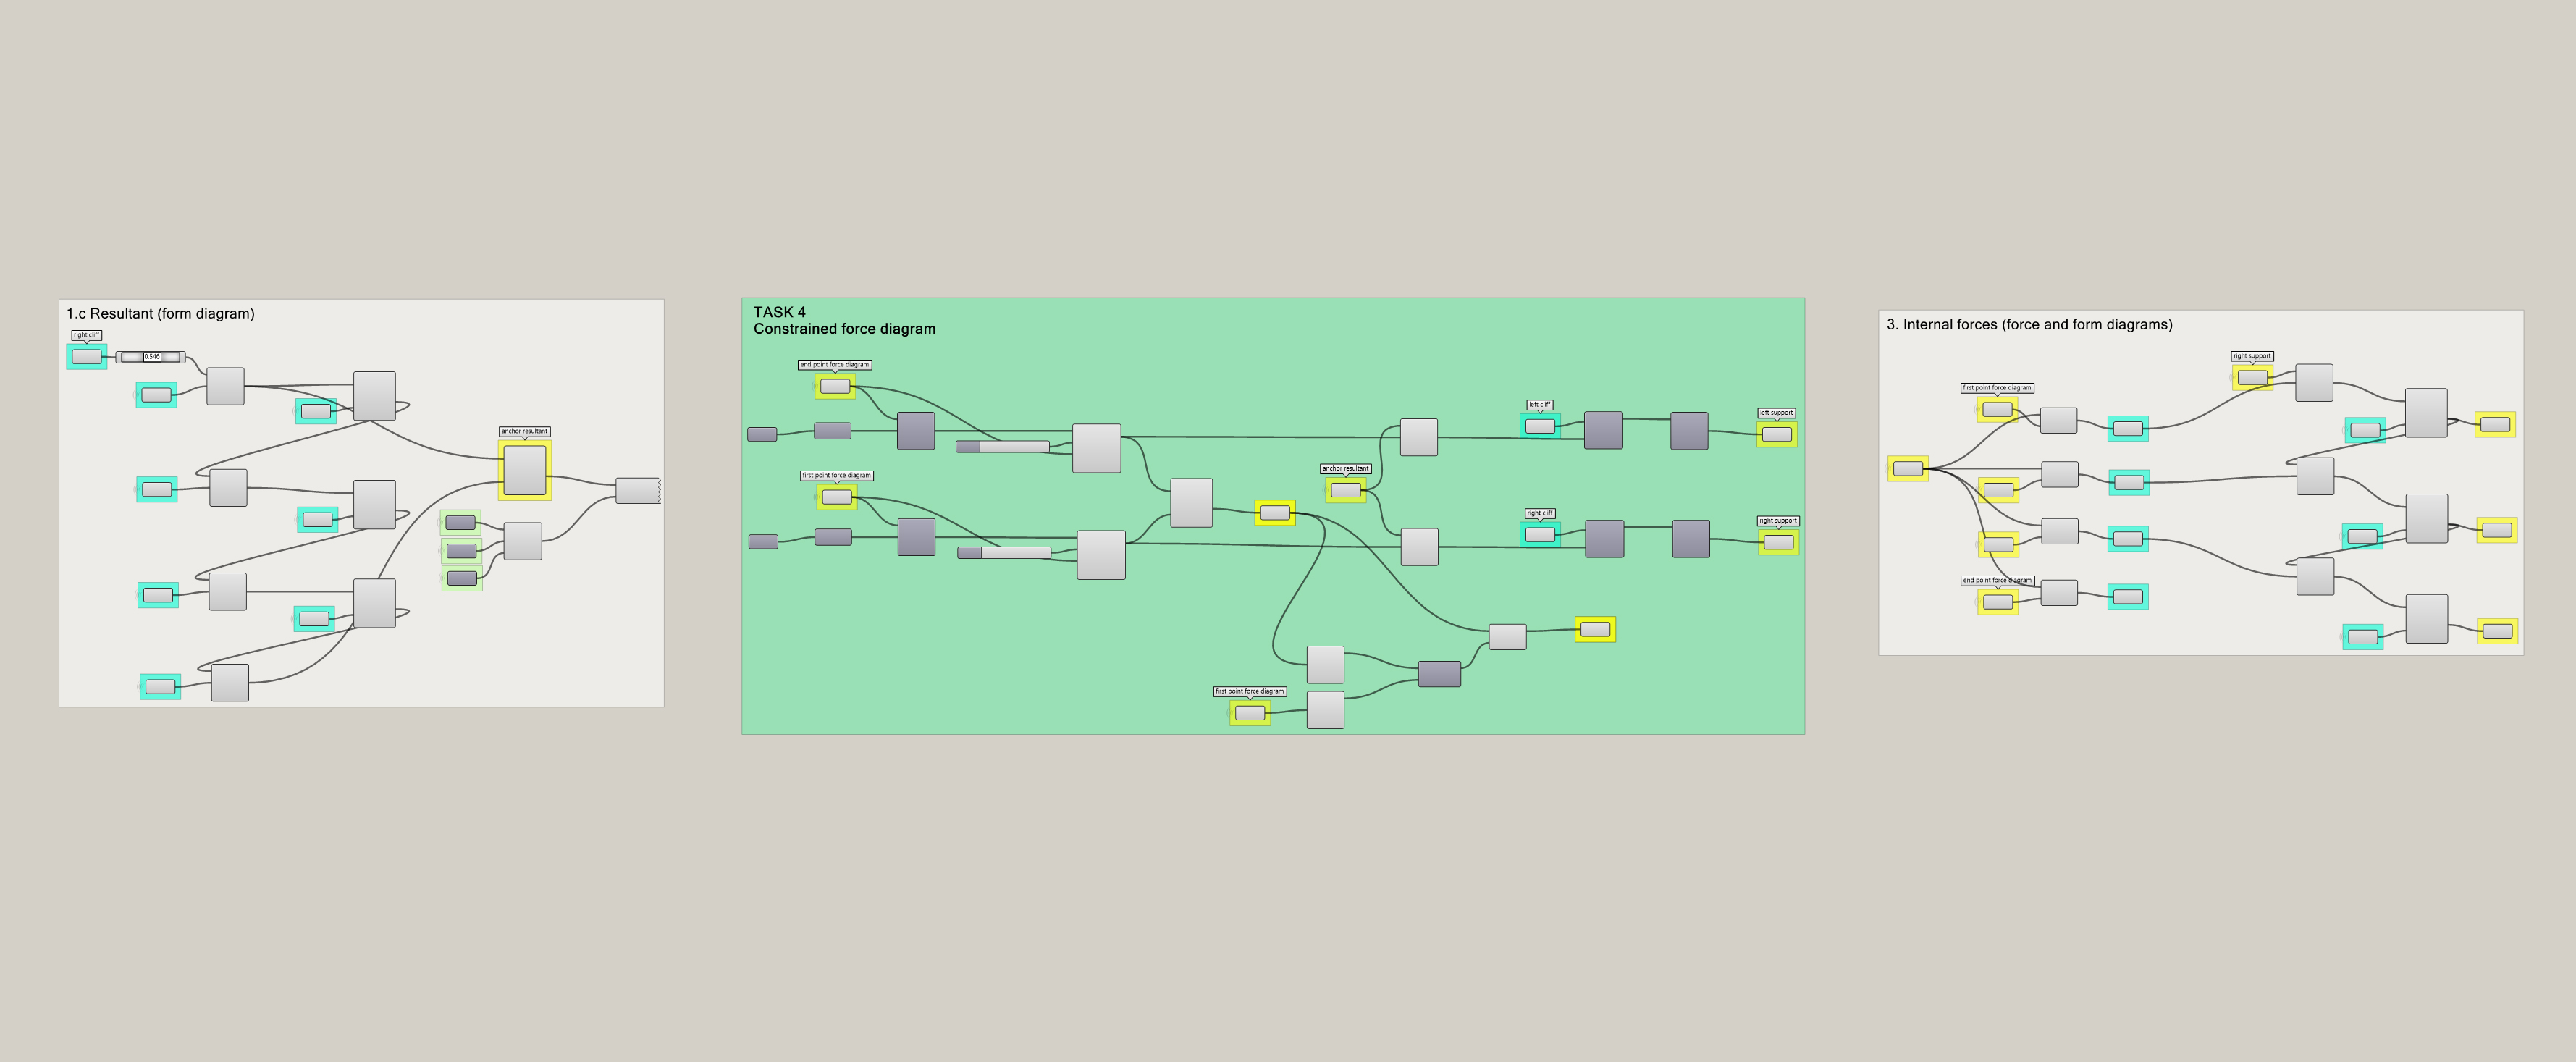 1.c Resultant (form diagram)
right cliff
0.546
anchor resultant
TASK 4
Constrained force diagram
end point force diagram
first point force diagram
anchor resultant
left cliff
left support
right cliff
right support
first point force diagram
3. Internal forces (force and form diagrams)
right support
first point force diagram
end point force diagram